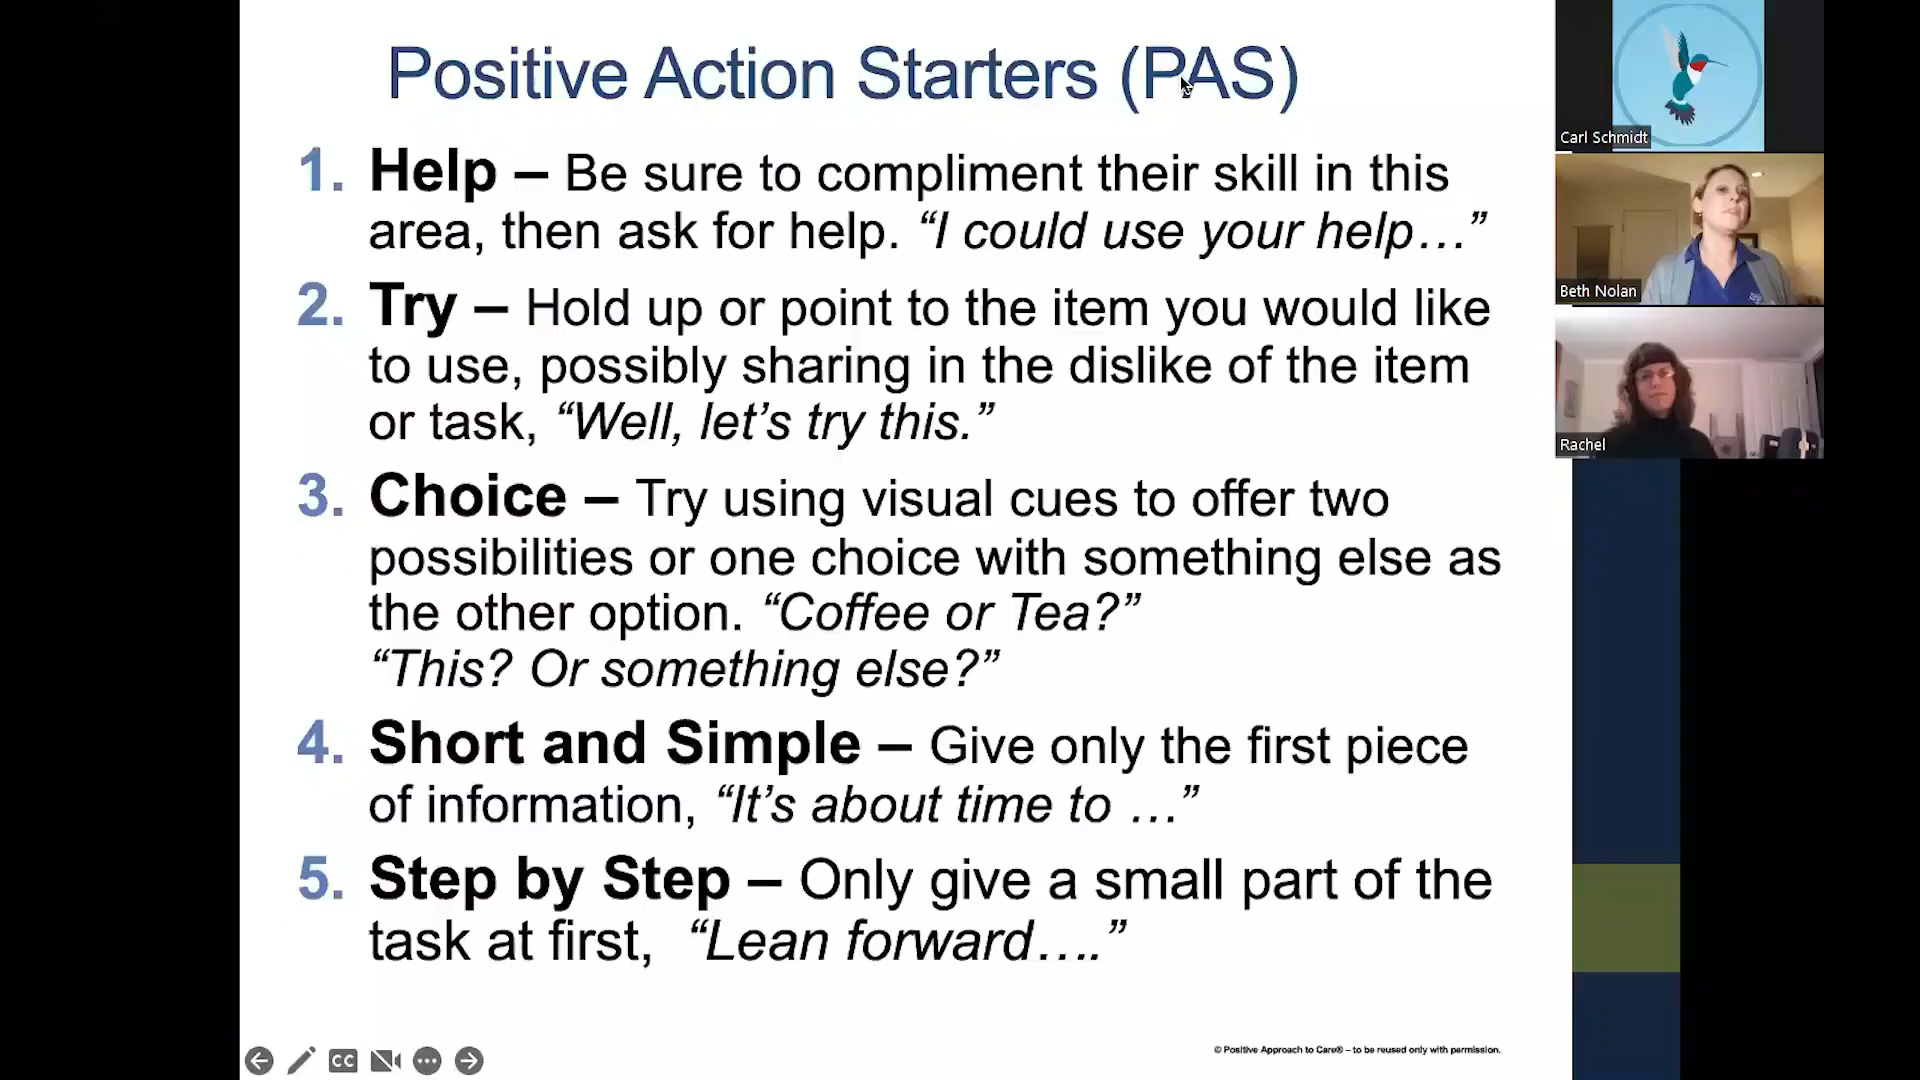 Positive Action Starters (PAS)
1. Help – Be sure to compliment their skill in this
area, then ask for help. “I could use your help…”
2. Try – Hold up or point to the item you would like
to use, possibly sharing in the dislike of the item
or task, “Well, let’s try this.”
3. Choice – Try using visual cues to offer two
possibilities or one choice with something else as
the other option. “Coffee or Tea?”
“This? Or something else?”
4. Short and Simple – Give only the first piece
of information, “It’s about time to …”
5. Step by Step – Only give a small part of the
task at first, “Lean forward….”
© Positive Approach to Care® – to be reused only with permission.
CC
Carl Schmidt
Beth Nolan
Rachel